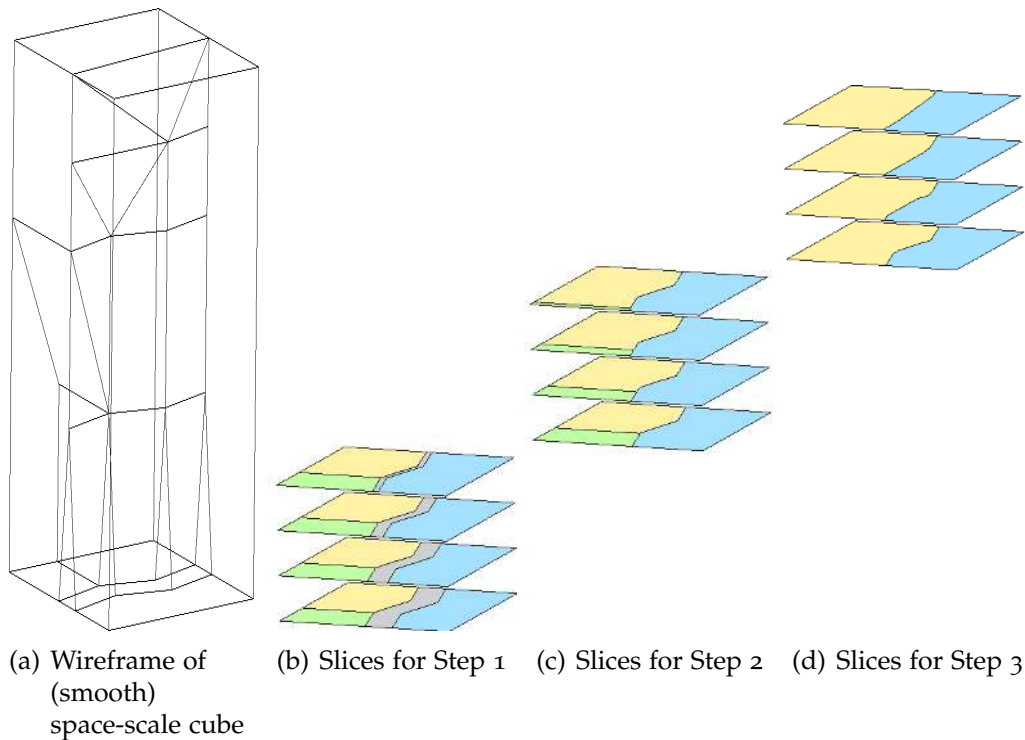 (a) Wireframe of
(smooth)
space-scale cube
(b) Slices for Step 1
(c) Slices for Step 2
(d) Slices for Step 3